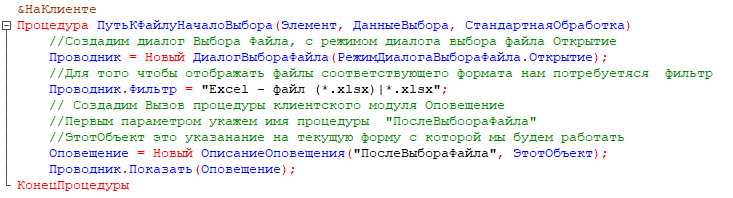 &НаКлиенте
Процедура ПутьКФайлуНачалоВыбора(Элемент, ДанныеВыбора, СтандартнаяОбработка)
//Создадим диалог Выбора Файла, с режимом диалога выбора файла Открытие
Проводник = Новый ДиалогВыбораФайла(РежимДиалогаВыбораФайла.Открытие);
//Для того чтобы отображать файлы соответствующего формата нам потребуетяся  фильтр
Проводник.Фильтр = "Excel - файл (*.xlsx)|*.xlsx";
// Создадим Вызов процедуры клиентского модуля Оповещение
//Первым параметром укажем имя процедуры  "ПослеВыбоораФайла"
//ЭтотОбъект это указанание на текущую форму с которой мы будем работать
Оповещение = Новый ОписаниеОповещения("ПослеВыбораФайла", ЭтотОбъект);
Проводник.Показать(Оповещение);
КонецПроцедуры